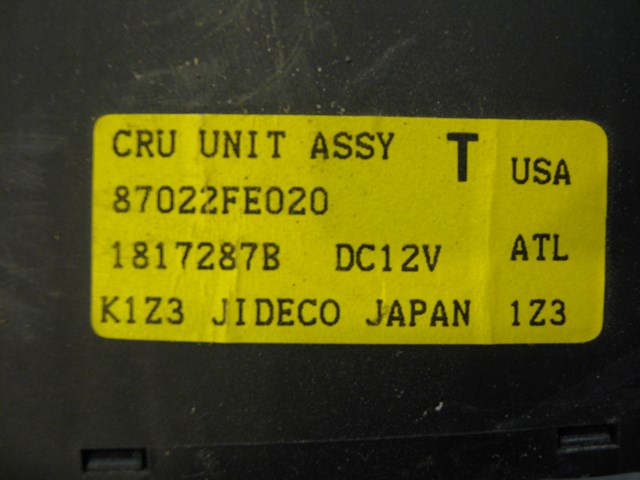 CRU UNIT ASSY T USA
87022FE020
1817287B DC12V ATL
K1Z3 JIDECO JAPAN 1Z3